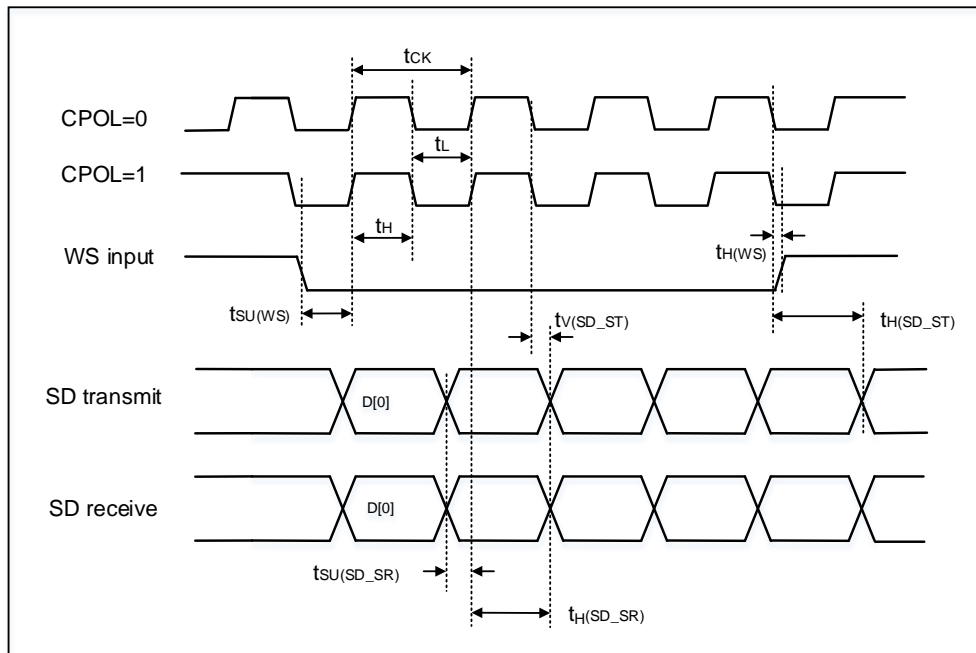 tCK
CPOL=0
tL
CPOL=1
tH
WS input
tH(WS)
tSU(WS)
tV(SD_ST)
tH(SD_ST)
SD transmit
D[0]
SD receive
D[0]
tSU(SD_SR)
tH(SD_SR)